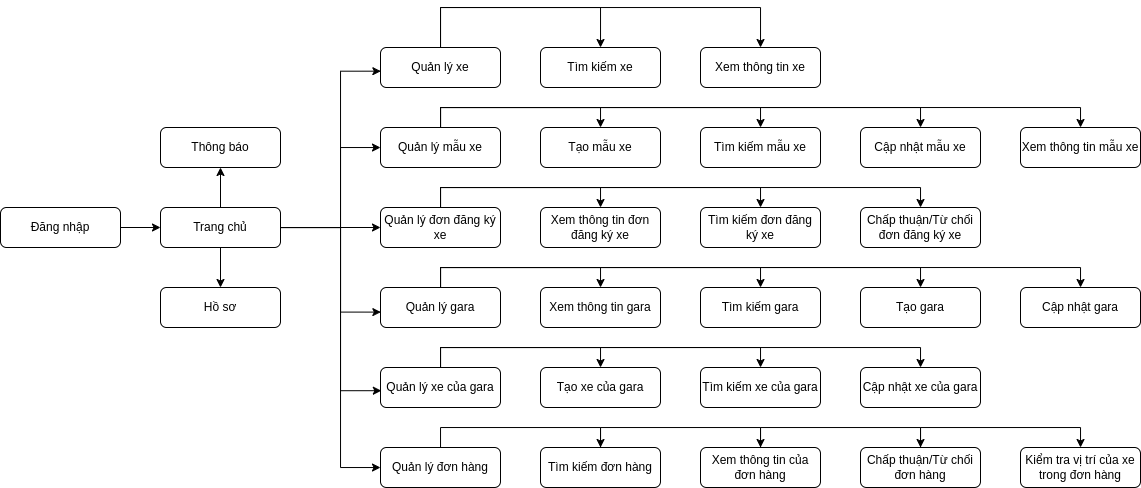 Quản lý xe
Tìm kiếm xe
Xem thông tin xe
Thông báo
Quản lý mẫu xe
Tạo mẫu xe
Tìm kiếm mẫu xe
Cập nhật mẫu xe
Xem thông tin mẫu xe
Đăng nhập
Trang chủ
Quản lý đơn đăng ký
xe
Xem thông tin đơn
đăng ký xe
Tìm kiếm đơn đăng
ký xe
Chấp thuận/Từ chối
đơn đăng ký xe
Hồ sơ
Quản lý gara
Xem thông tin gara
Tìm kiếm gara
Tạo gara
Cập nhật gara
Quản lý xe của gara
Tạo xe của gara
Tìm kiếm xe của gara
Cập nhật xe của gara
Quản lý đơn hàng
Tìm kiếm đơn hàng
Xem thông tin của
đơn hàng
Chấp thuận/Từ chối
đơn hàng
Kiểm tra vị trí của xe
trong đơn hàng